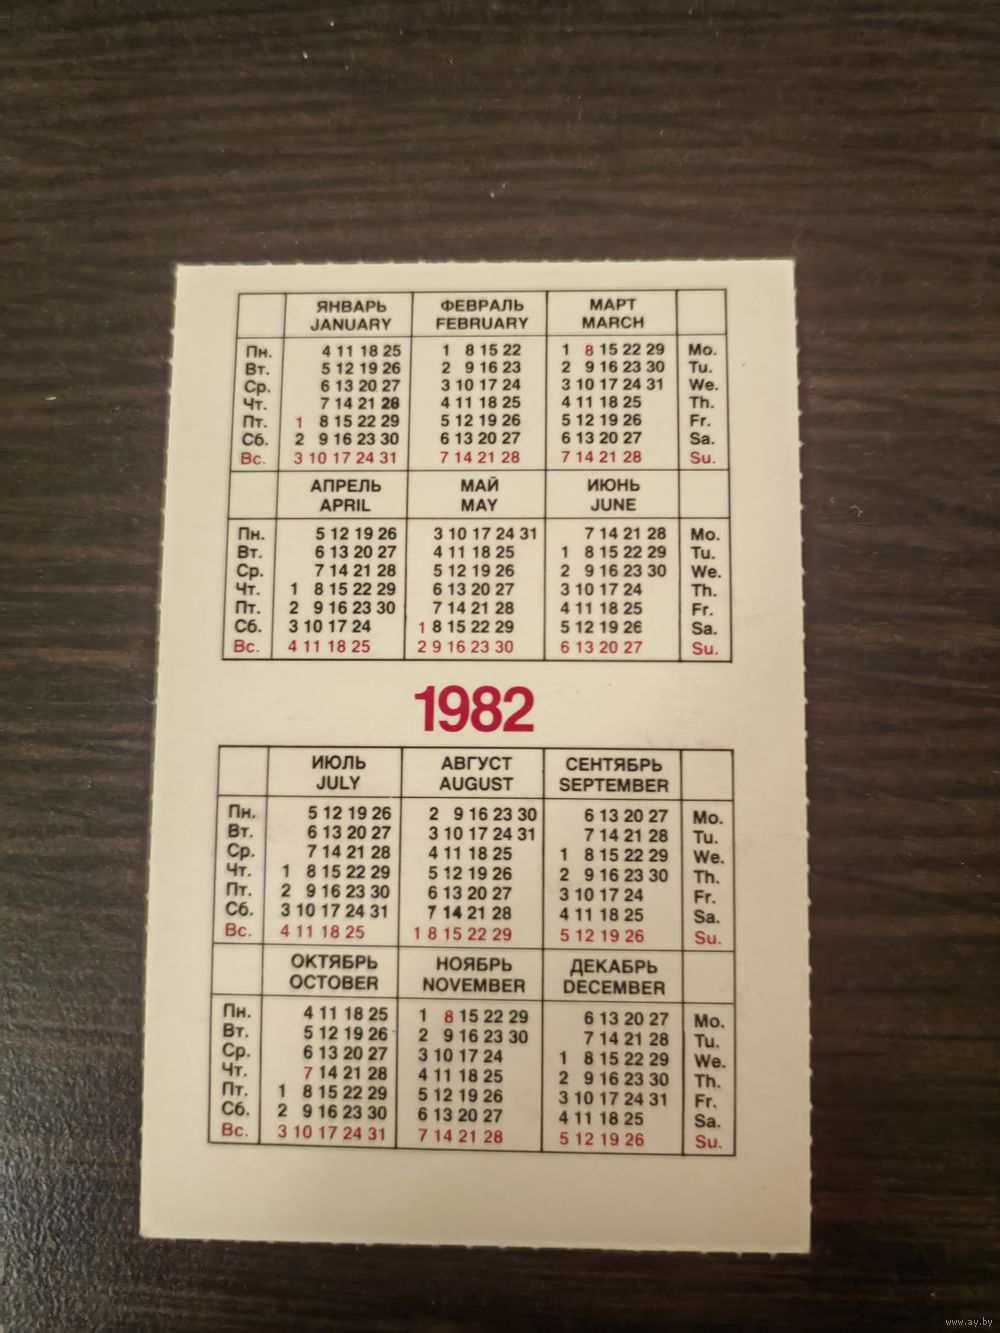 ЯНВАРЬ ФЕВРАЛЬ МАРТ
JANUARY FEBRUARY MARCH
Пн. 4 11 18 25 1 8 15 22 1 8 15 22 29 Mo.
Вт. 5 12 19 26 2 9 16 23 2 9 16 23 30 Tu.
Ср. 6 13 20 27 3 10 17 24 3 10 17 24 31 We.
Чт. 7 14 21 28 4 11 18 25 4 11 18 25 Th.
Пт. 1 8 15 22 29 5 12 19 26 5 12 19 26 Fr.
Сб. 2 9 16 23 30 6 13 20 27 6 13 20 27 Sa.
Вс. 3 10 17 24 31 7 14 21 28 7 14 21 28 Su.
АПРЕЛЬ МАЙ ИЮНЬ
APRIL MAY JUNE
Пн. 5 12 19 26 3 10 17 24 31 7 14 21 28 Mo.
Вт. 6 13 20 27 4 11 18 25 1 8 15 22 29 Tu.
Ср. 7 14 21 28 5 12 19 26 2 9 16 23 30 We.
Чт. 1 8 15 22 29 6 13 20 27 3 10 17 24 Th.
Пт. 2 9 16 23 30 7 14 21 28 4 11 18 25 Fr.
Сб. 3 10 17 24 1 8 15 22 29 5 12 19 26 Sa.
Вс. 4 11 18 25 2 9 16 23 30 6 13 20 27 Su.
1982
ИЮЛЬ АВГУСТ СЕНТЯБРЬ
JULY AUGUST SEPTEMBER
Пн. 5 12 19 26 2 9 16 23 30 6 13 20 27 Mo.
Вт. 6 13 20 27 3 10 17 24 31 7 14 21 28 Tu.
Ср. 7 14 21 28 4 11 18 25 1 8 15 22 29 We.
Чт. 1 8 15 22 29 5 12 19 26 2 9 16 23 30 Th.
Пт. 2 9 16 23 30 6 13 20 27 3 10 17 24 Fr.
Сб. 3 10 17 24 31 7 14 21 28 4 11 18 25 Sa.
Вс. 4 11 18 25 1 8 15 22 29 5 12 19 26 Su.
ОКТЯБРЬ НОЯБРЬ ДЕКАБРЬ
OCTOBER NOVEMBER DECEMBER
Пн. 4 11 18 25 1 8 15 22 29 6 13 20 27 Mo.
Вт. 5 12 19 26 2 9 16 23 30 7 14 21 28 Tu.
Ср. 6 13 20 27 3 10 17 24 1 8 15 22 29 We.
Чт. 7 14 21 28 4 11 18 25 2 9 16 23 30 Th.
Пт. 1 8 15 22 29 5 12 19 26 3 10 17 24 31 Fr.
Сб. 2 9 16 23 30 6 13 20 27 4 11 18 25 Sa.
Вс. 3 10 17 24 31 7 14 21 28 5 12 19 26 Su.
www.ay.by